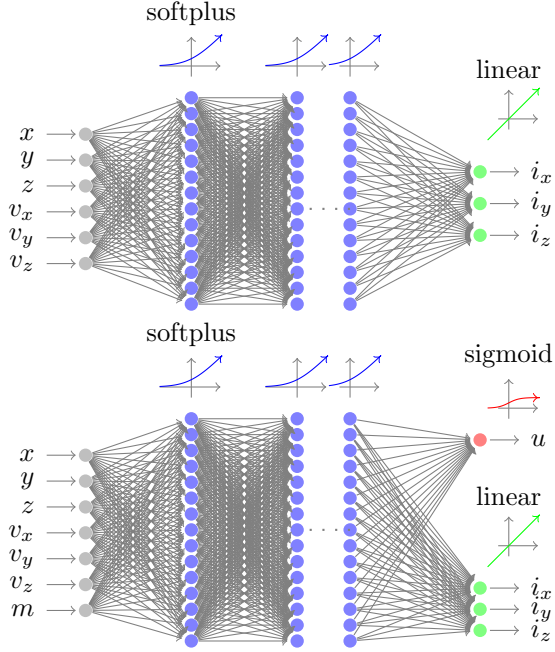 softplus
linear
x
y
z
v_x
v_y
v_z
· · ·
i_x
i_y
i_z
softplus
sigmoid
u
linear
x
y
z
v_x
v_y
v_z
m
· · ·
i_x
i_y
i_z